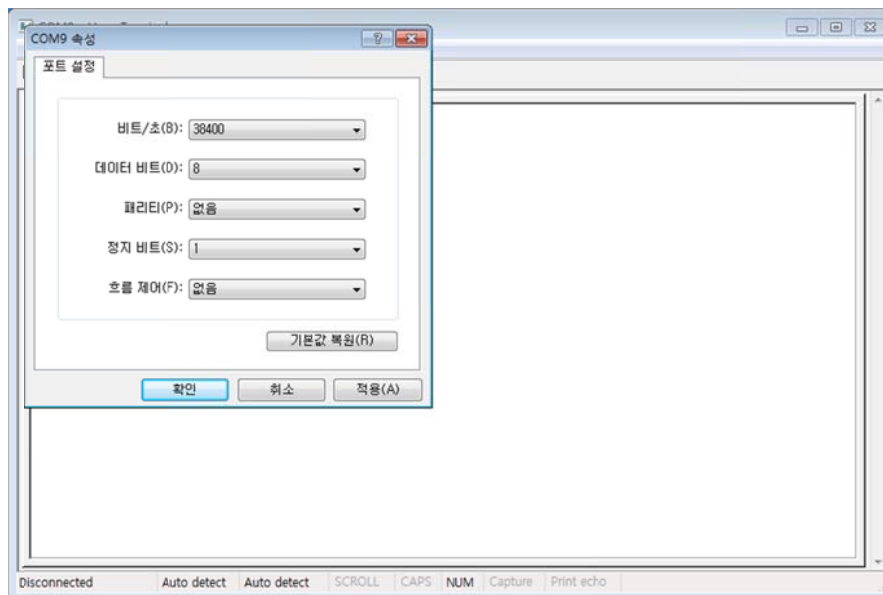 COM9 속성
포트 설정
비트/초(B): 38400
데이터 비트(D): 8
패리티(P): 없음
정지 비트(S): 1
흐름 제어(F): 없음
기본값 복원(R)
확인 취소 적용(A)
Disconnected Auto detect Auto detect SCROLL CAPS NUM Capture Print echo